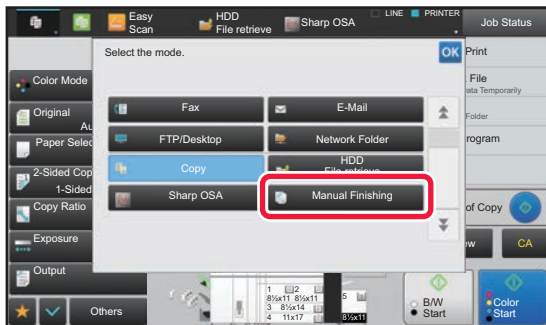 Easy
Scan
HDD
File retrieve
Sharp OSA
LINE
PRINTER
Job Status
Select the mode.
OK
Print
Color Mode
File
ata Temporarily
Fax
E-Mail
Original
Au
Folder
FTP/Desktop
Network Folder
rogram
Paper Selec
Copy
HDD
File retrieve
2-Sided Cop
1-Sided
Sharp OSA
Manual Finishing
Copy Ratio
of Copy
Exposure
w
CA
Output
1
2
8½x11
8½x11
3
8½x14
4
11x17
5
8½x11
B/W
Start
Color
Start
Others